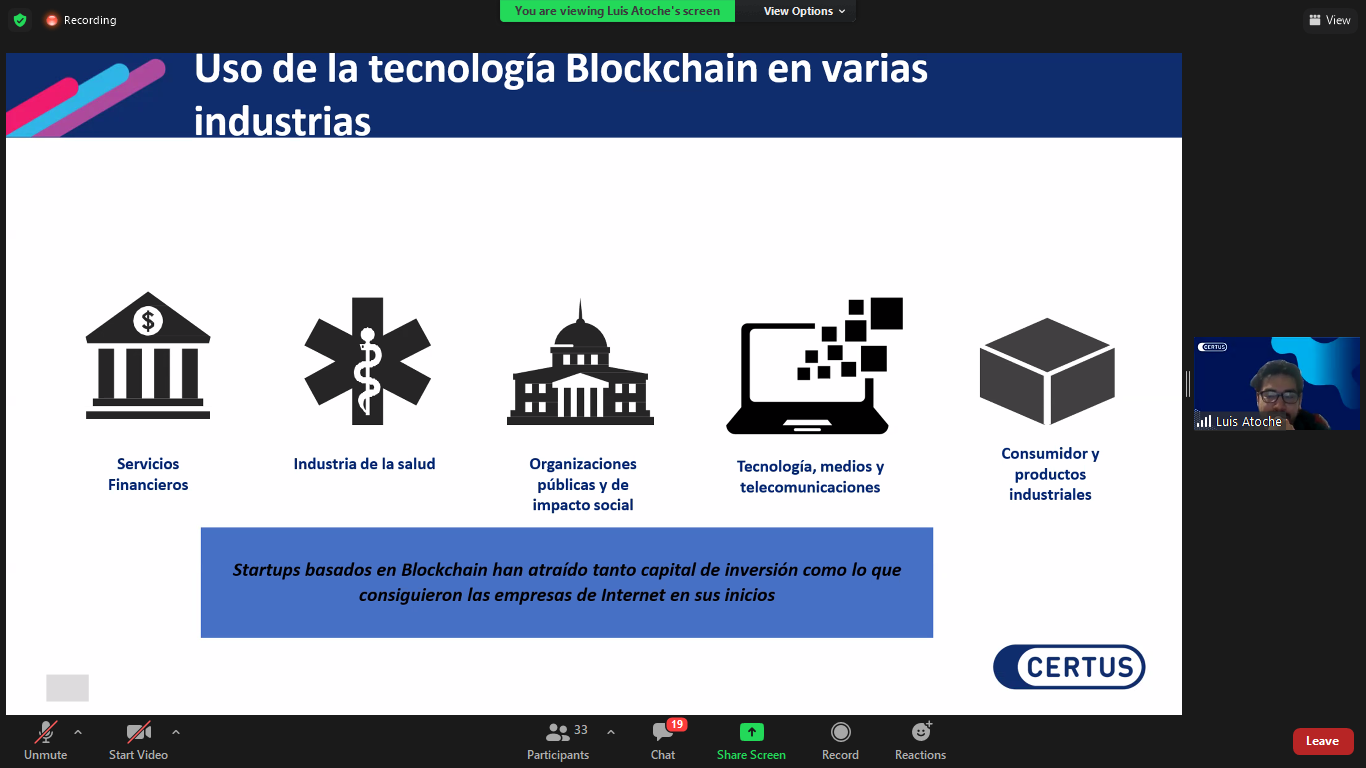 Recording
You are viewing Luis Atoche's screen
View Options
View
Uso de la tecnología Blockchain en varias
industrias
$
Servicios
Financieros
Industria de la salud
Organizaciones
públicas y de
impacto social
Tecnología, medios y
telecomunicaciones
Consumidor y
productos
industriales
Startups basados en Blockchain han atraído tanto capital de inversión como lo que
consiguieron las empresas de Internet en sus inicios
CERTUS
CERTUS
Luis Atoche
Unmute
Start Video
Participants
33
Chat
19
Share Screen
Record
Reactions
Leave